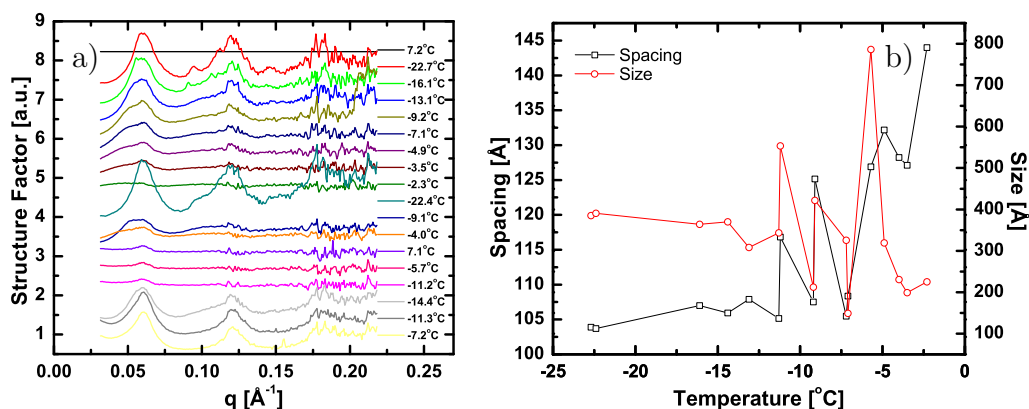 a)
9
8
7
6
5
4
3
2
1
Structure Factor [a.u.]
0.00
0.05
0.10
0.15
0.20
0.25
q [Å⁻¹]
7.2°C
-22.7°C
-16.1°C
-13.1°C
-9.2°C
-7.1°C
-4.9°C
-3.5°C
-2.3°C
-22.4°C
-9.1°C
-4.0°C
7.1°C
-5.7°C
-11.2°C
-14.4°C
-11.3°C
-7.2°C
b)
Spacing
Size
145
140
135
130
125
120
115
110
105
100
Spacing [Å]
-25
-20
-15
-10
-5
0
Temperature [°C]
800
700
600
500
400
300
200
100
Size [Å]